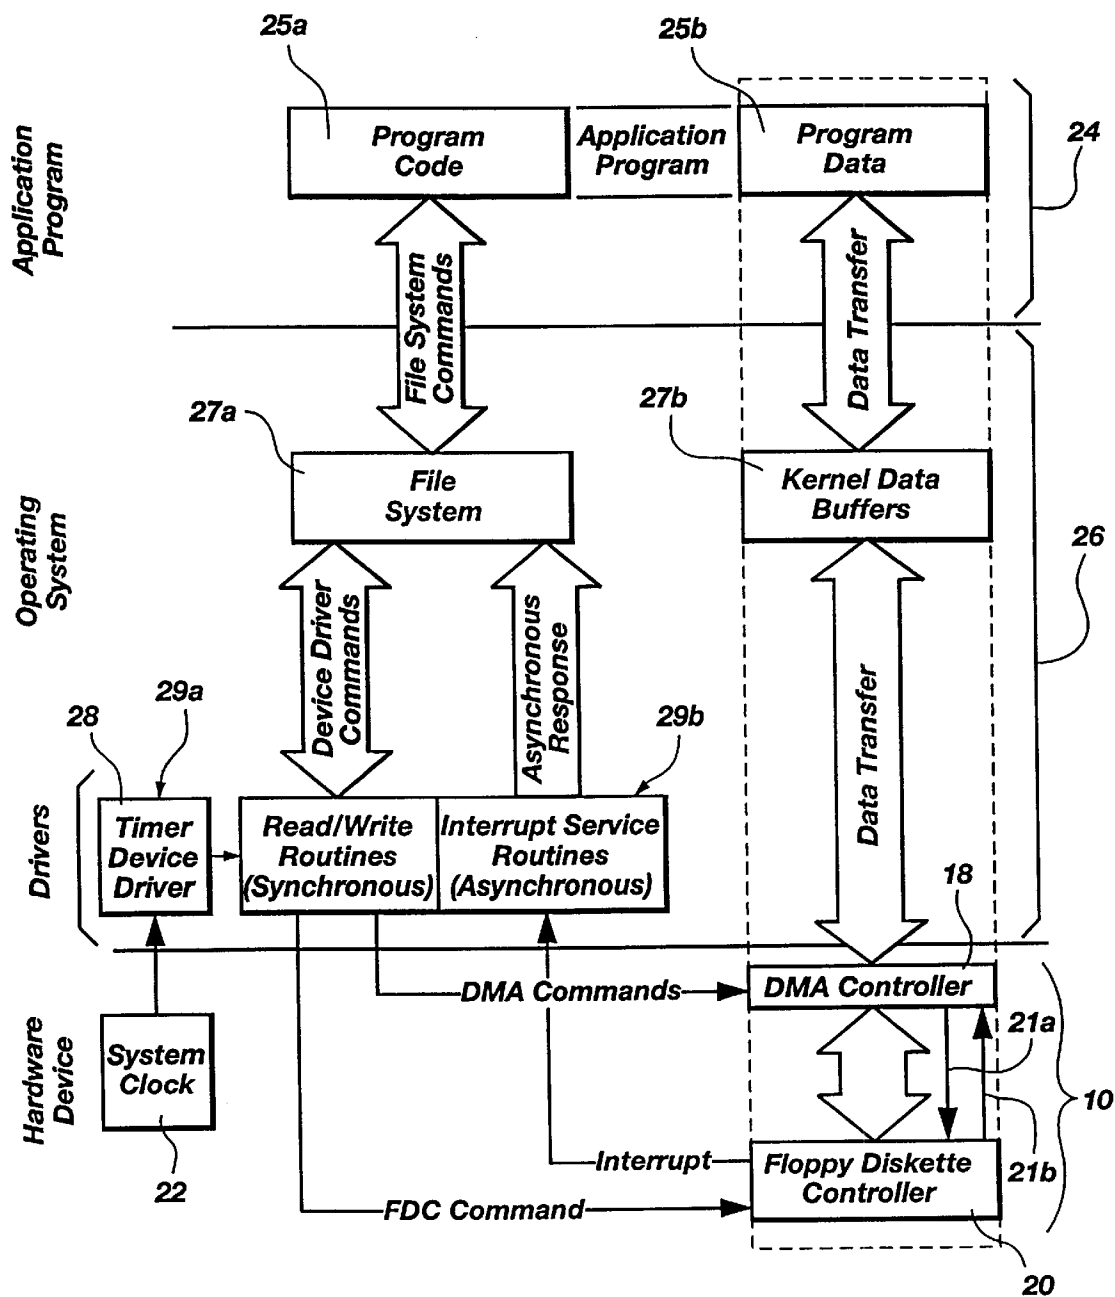 25a
25b
Application
Program
Program
Code
Application
Program
Program
Data
24
File System
Commands
Data Transfer
27a
27b
File
System
Kernel Data
Buffers
Operating
System
26
Device Driver
Commands
Asynchronous
Response
Data Transfer
29a
28
29b
Drivers
Timer
Device
Driver
Read/Write
Routines
(Synchronous)
Interrupt Service
Routines
(Asynchronous)
18
DMA Commands
DMA Controller
Hardware
Device
System
Clock
21a
10
22
Interrupt
Floppy Diskette
Controller
21b
FDC Command
20